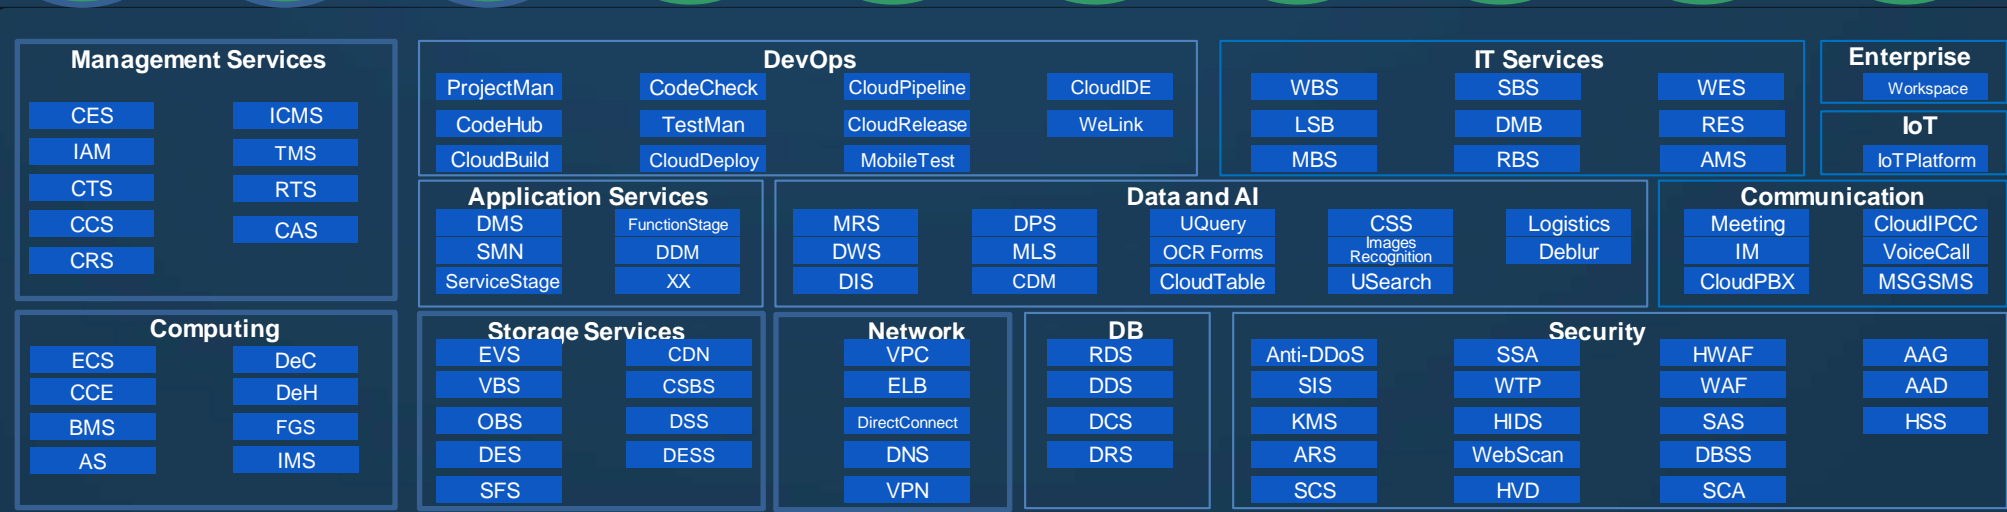 Management Services
CES ICMS
IAM TMS
CTS RTS
CCS CAS
CRS
DevOps
ProjectMan CodeCheck CloudPipeline CloudIDE
CodeHub TestMan CloudRelease WeLink
CloudBuild CloudDeploy MobileTest
IT Services
WBS SBS WES
LSB DMB RES
MBS RBS AMS
Enterprise
Workspace
IoT
IoTPlatform
Application Services
DMS FunctionStage
SMN DDM
ServiceStage XX
Data and AI
MRS DPS UQuery CSS Logistics
DWS MLS OCR Forms Images Recognition Deblur
DIS CDM CloudTable USearch
Communication
Meeting CloudIPCC
IM VoiceCall
CloudPBX MSGSMS
Computing
ECS DeC
CCE DeH
BMS FGS
AS IMS
Storage Services
EVS CDN
VBS CSBS
OBS DSS
DES DESS
SFS
Network
VPC
ELB
DirectConnect
DNS
VPN
DB
RDS
DDS
DCS
DRS
Security
Anti-DDoS SSA HWAF AAG
SIS WTP WAF AAD
KMS HIDS SAS HSS
ARS WebScan DBSS
SCS HVD SCA